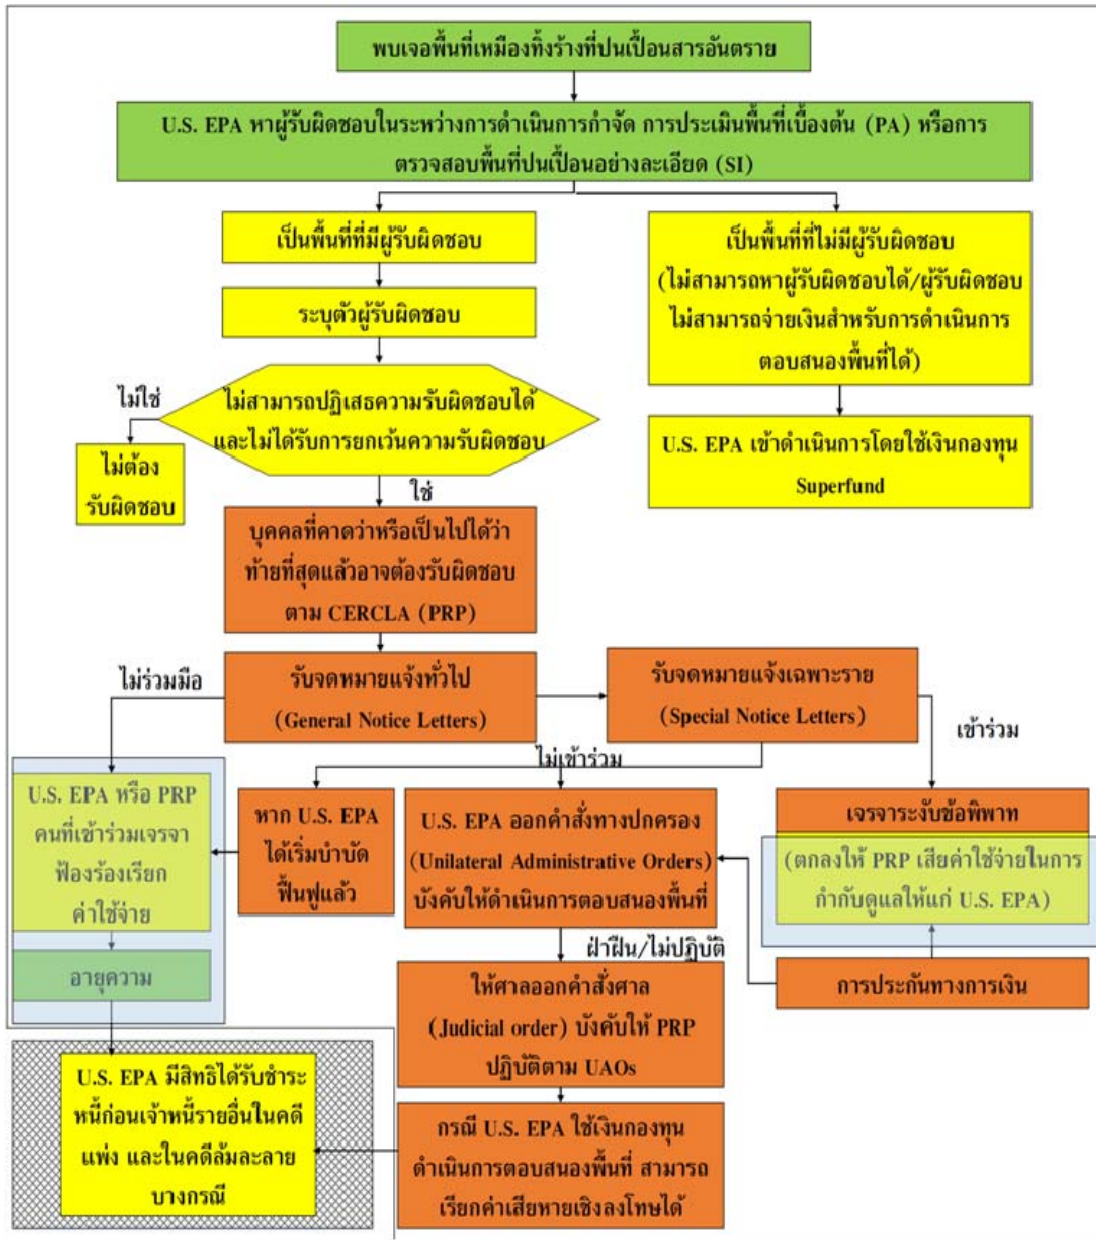 พบเจอพื้นที่เหมืองทิ้งร้างที่ปนเปื้อนสารอันตราย
U.S. EPA หาผู้รับผิดชอบในระหว่างการดำเนินการกำจัด การประเมินพื้นที่เบื้องต้น (PA) หรือการ
ตรวจสอบพื้นที่ปนเปื้อนอย่างละเอียด (SI)
เป็นพื้นที่ที่มีผู้รับผิดชอบ
ระบุตัวผู้รับผิดชอบ
เป็นพื้นที่ที่ไม่มีผู้รับผิดชอบ
(ไม่สามารถหาผู้รับผิดชอบได้/ผู้รับผิดชอบ
ไม่สามารถจ่ายเงินสำหรับการดำเนินการ
ตอบสนองพื้นที่ได้)
ไม่ใช่
ไม่สามารถปฏิเสธความรับผิดชอบได้
และไม่ได้รับการยกเว้นความรับผิดชอบ
U.S. EPA เข้าดำเนินการโดยใช้เงินกองทุน
Superfund
ไม่ต้อง
รับผิดชอบ
ใช่
บุคคลที่คาดว่าหรือเป็นไปได้ว่า
ท้ายที่สุดแล้วอาจต้องรับผิดชอบ
ตาม CERCLA (PRP)
ไม่ร่วมมือ
รับจดหมายแจ้งทั่วไป
(General Notice Letters)
รับจดหมายแจ้งเฉพาะราย
(Special Notice Letters)
เข้าร่วม
ไม่เข้าร่วม
U.S. EPA หรือ PRP
คนที่เข้าร่วมเจรจา
ฟ้องร้องเรียก
ค่าใช้จ่าย
หาก U.S. EPA
ได้เริ่มบำบัด
ฟื้นฟูแล้ว
U.S. EPA ออกคำสั่งทางปกครอง
(Unilateral Administrative Orders)
บังคับให้ดำเนินการตอบสนองพื้นที่
เจรจาระงับข้อพิพาท
(ตกลงให้ PRP เสียค่าใช้จ่ายในการ
กำกับดูแลให้แก่ U.S. EPA)
ฝ่าฝืน/ไม่ปฏิบัติ
อายุความ
ให้ศาลออกคำสั่งศาล
(Judicial order) บังคับให้ PRP
ปฏิบัติตาม UAOs
การประกันทางการเงิน
U.S. EPA มีสิทธิได้รับชำระ
หนี้ก่อนเจ้าหนี้รายอื่นในคดี
แพ่ง และในคดีล้มละลาย
บางกรณี
กรณี U.S. EPA ใช้เงินกองทุน
ดำเนินการตอบสนองพื้นที่ สามารถ
เรียกค่าเสียหายเชิงลงโทษได้